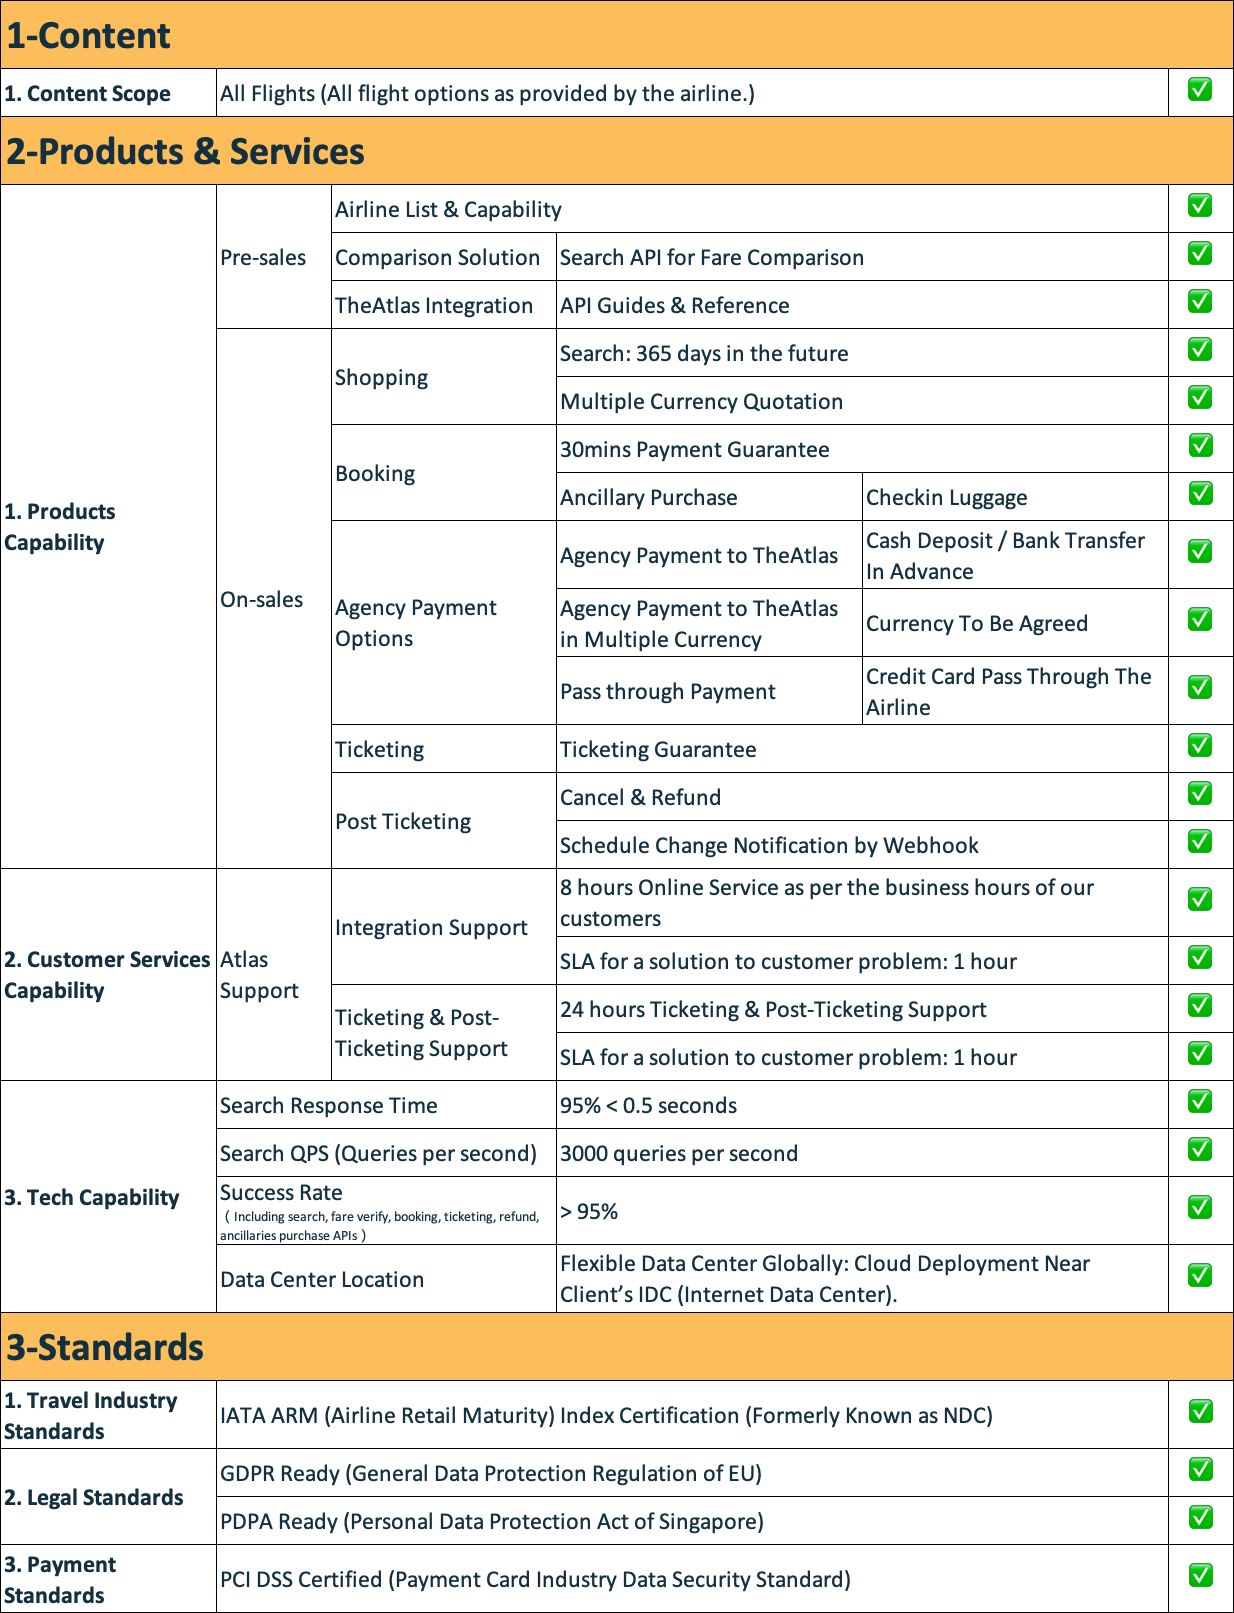 1-Content
1. Content Scope
All Flights (All flight options as provided by the airline.)
2-Products & Services
1. Products
Capability
Pre-sales
Airline List & Capability
Comparison Solution
Search API for Fare Comparison
TheAtlas Integration
API Guides & Reference
On-sales
Shopping
Search: 365 days in the future
Multiple Currency Quotation
Booking
30mins Payment Guarantee
Ancillary Purchase
Checkin Luggage
Agency Payment
Options
Agency Payment to TheAtlas
Cash Deposit / Bank Transfer
In Advance
Agency Payment to TheAtlas
in Multiple Currency
Currency To Be Agreed
Pass through Payment
Credit Card Pass Through The
Airline
Ticketing
Ticketing Guarantee
Post Ticketing
Cancel & Refund
Schedule Change Notification by Webhook
2. Customer Services
Capability
Atlas
Support
Integration Support
8 hours Online Service as per the business hours of our
customers
SLA for a solution to customer problem: 1 hour
Ticketing & Post-
Ticketing Support
24 hours Ticketing & Post-Ticketing Support
SLA for a solution to customer problem: 1 hour
3. Tech Capability
Search Response Time
95% < 0.5 seconds
Search QPS (Queries per second)
3000 queries per second
Success Rate
（Including search, fare verify, booking, ticketing, refund,
ancillaries purchase APIs）
> 95%
Data Center Location
Flexible Data Center Globally: Cloud Deployment Near
Client’s IDC (Internet Data Center).
3-Standards
1. Travel Industry
Standards
IATA ARM (Airline Retail Maturity) Index Certification (Formerly Known as NDC)
2. Legal Standards
GDPR Ready (General Data Protection Regulation of EU)
PDPA Ready (Personal Data Protection Act of Singapore)
3. Payment
Standards
PCI DSS Certified (Payment Card Industry Data Security Standard)